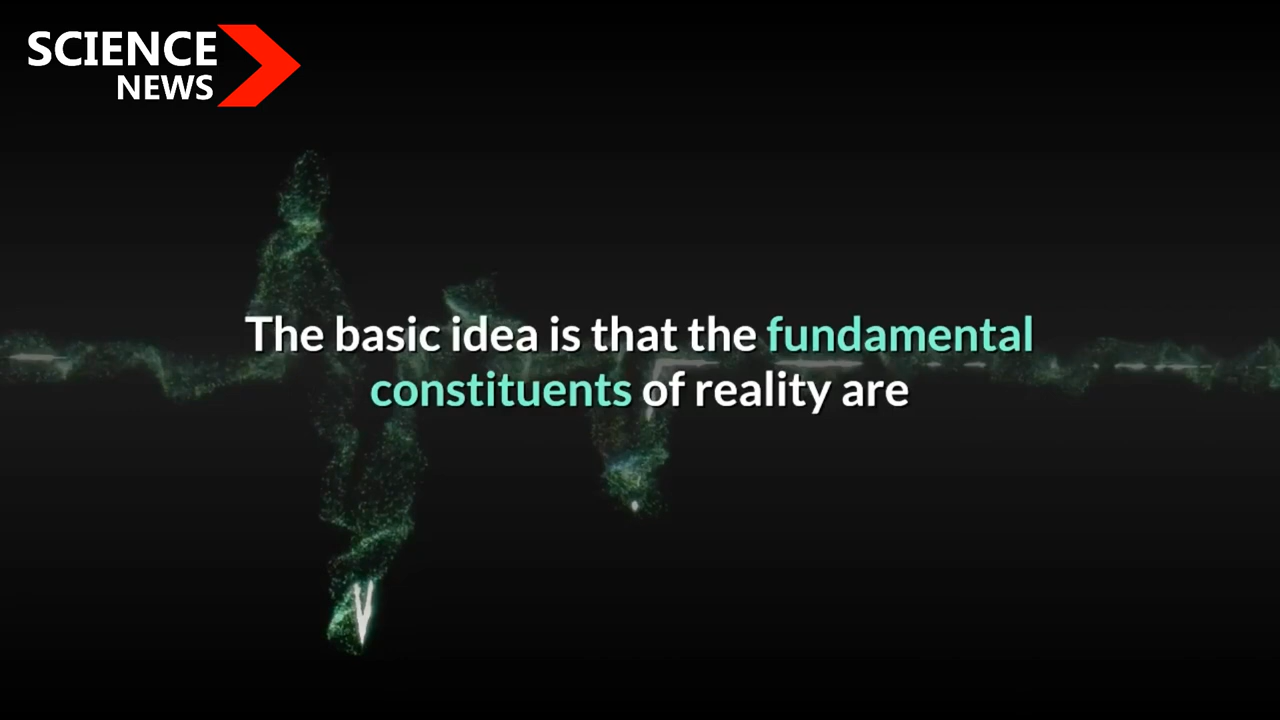 SCIENCE
NEWS
The basic idea is that the fundamental
constituents of reality are